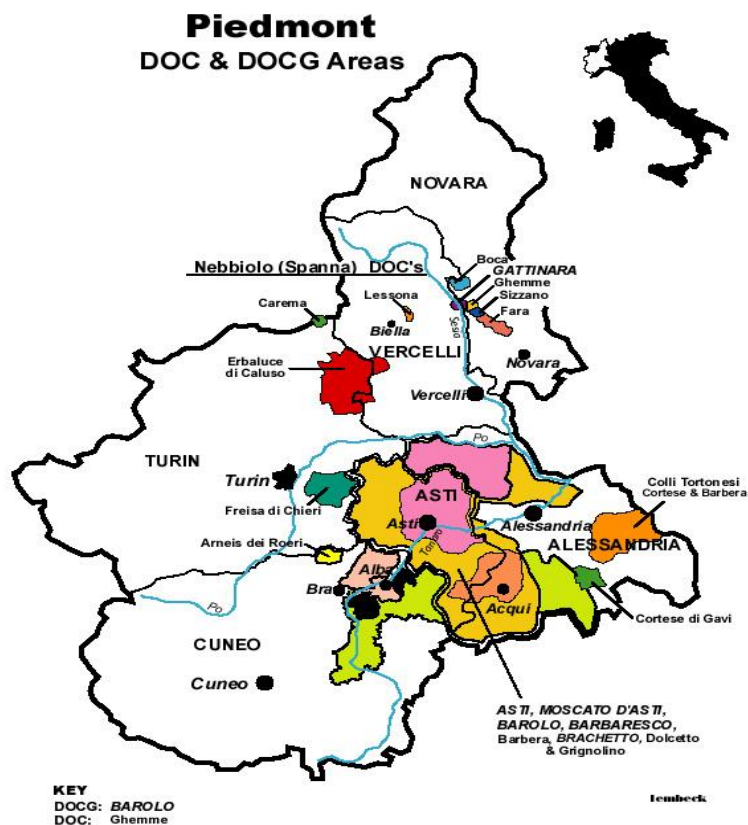 Piedmont
DOC & DOCG Areas
NOVARA
Nebbiolo (Spanna) DOC's
Boca
GATTINARA
Ghemme
Sizzano
Fara
Carema
Lessona
Biella
Sesia
VERCELLI
Novara
Erbaluce
di Caluso
Vercelli
Po
TURIN
Turin
ASTI
Colli Tortonesi
Cortese & Barbera
Freisa di Chieri
Asti
Alessandria
Tanaro
ALESSANDRIA
Arneis dei Roeri
Alba
Bra
Po
Acqui
Cortese di Gavi
CUNEO
Cuneo
ASTI, MOSCATO D'ASTI,
BAROLO, BARBARESCO,
Barbera, BRACHETTO, Dolcetto
& Grignolino
KEY
DOCG: BAROLO
DOC: Ghemme
lembeck